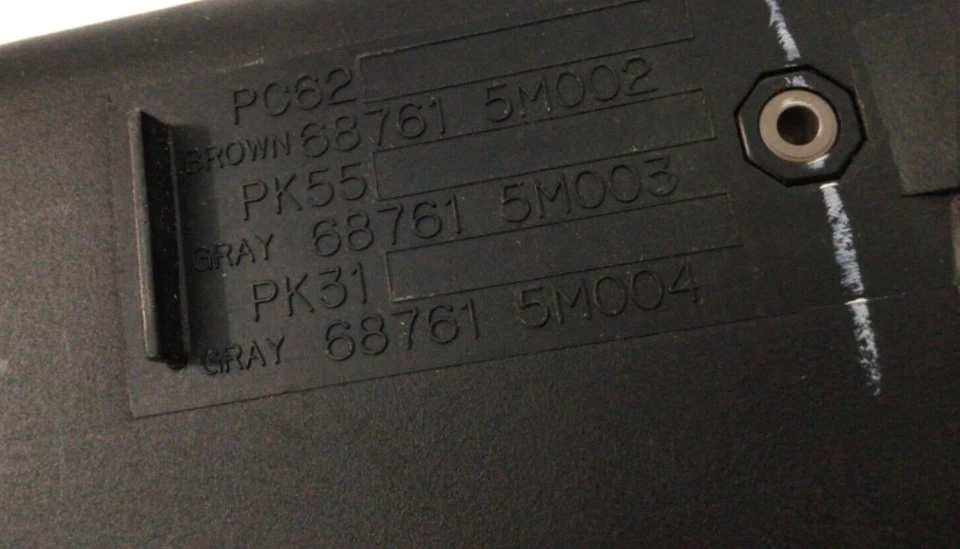 PC62
BROWN 68761 5M002
PK55
GRAY 68761 5M003
PK31
GRAY 68761 5M004